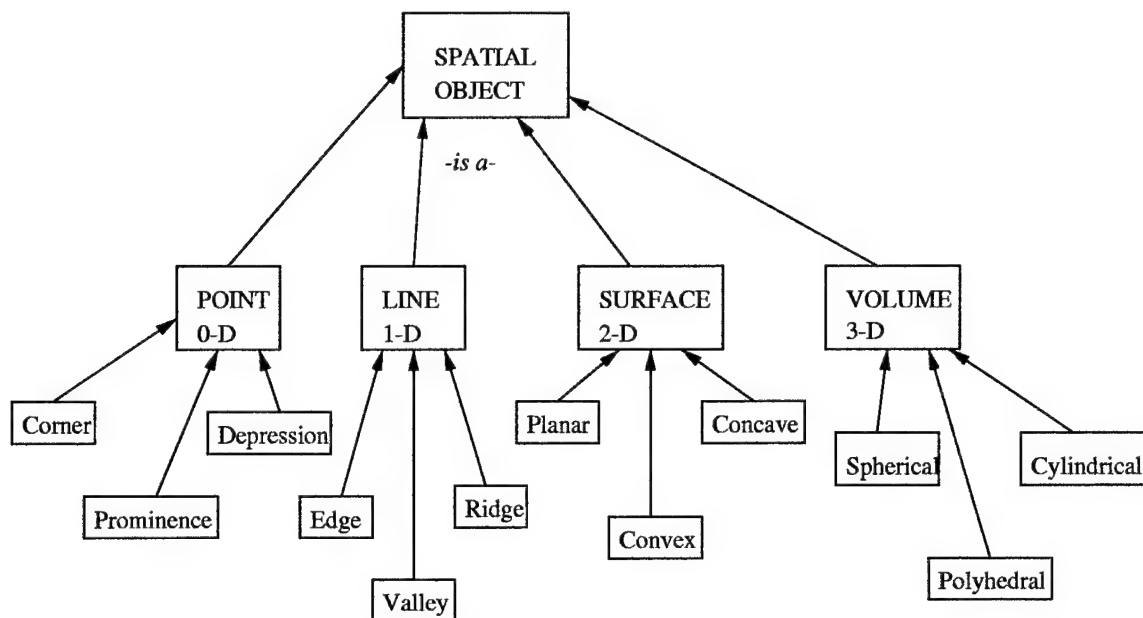 SPATIAL
OBJECT
-is a-
POINT
0-D
LINE
1-D
SURFACE
2-D
VOLUME
3-D
Corner
Depression
Prominence
Edge
Valley
Ridge
Planar
Convex
Concave
Spherical
Polyhedral
Cylindrical